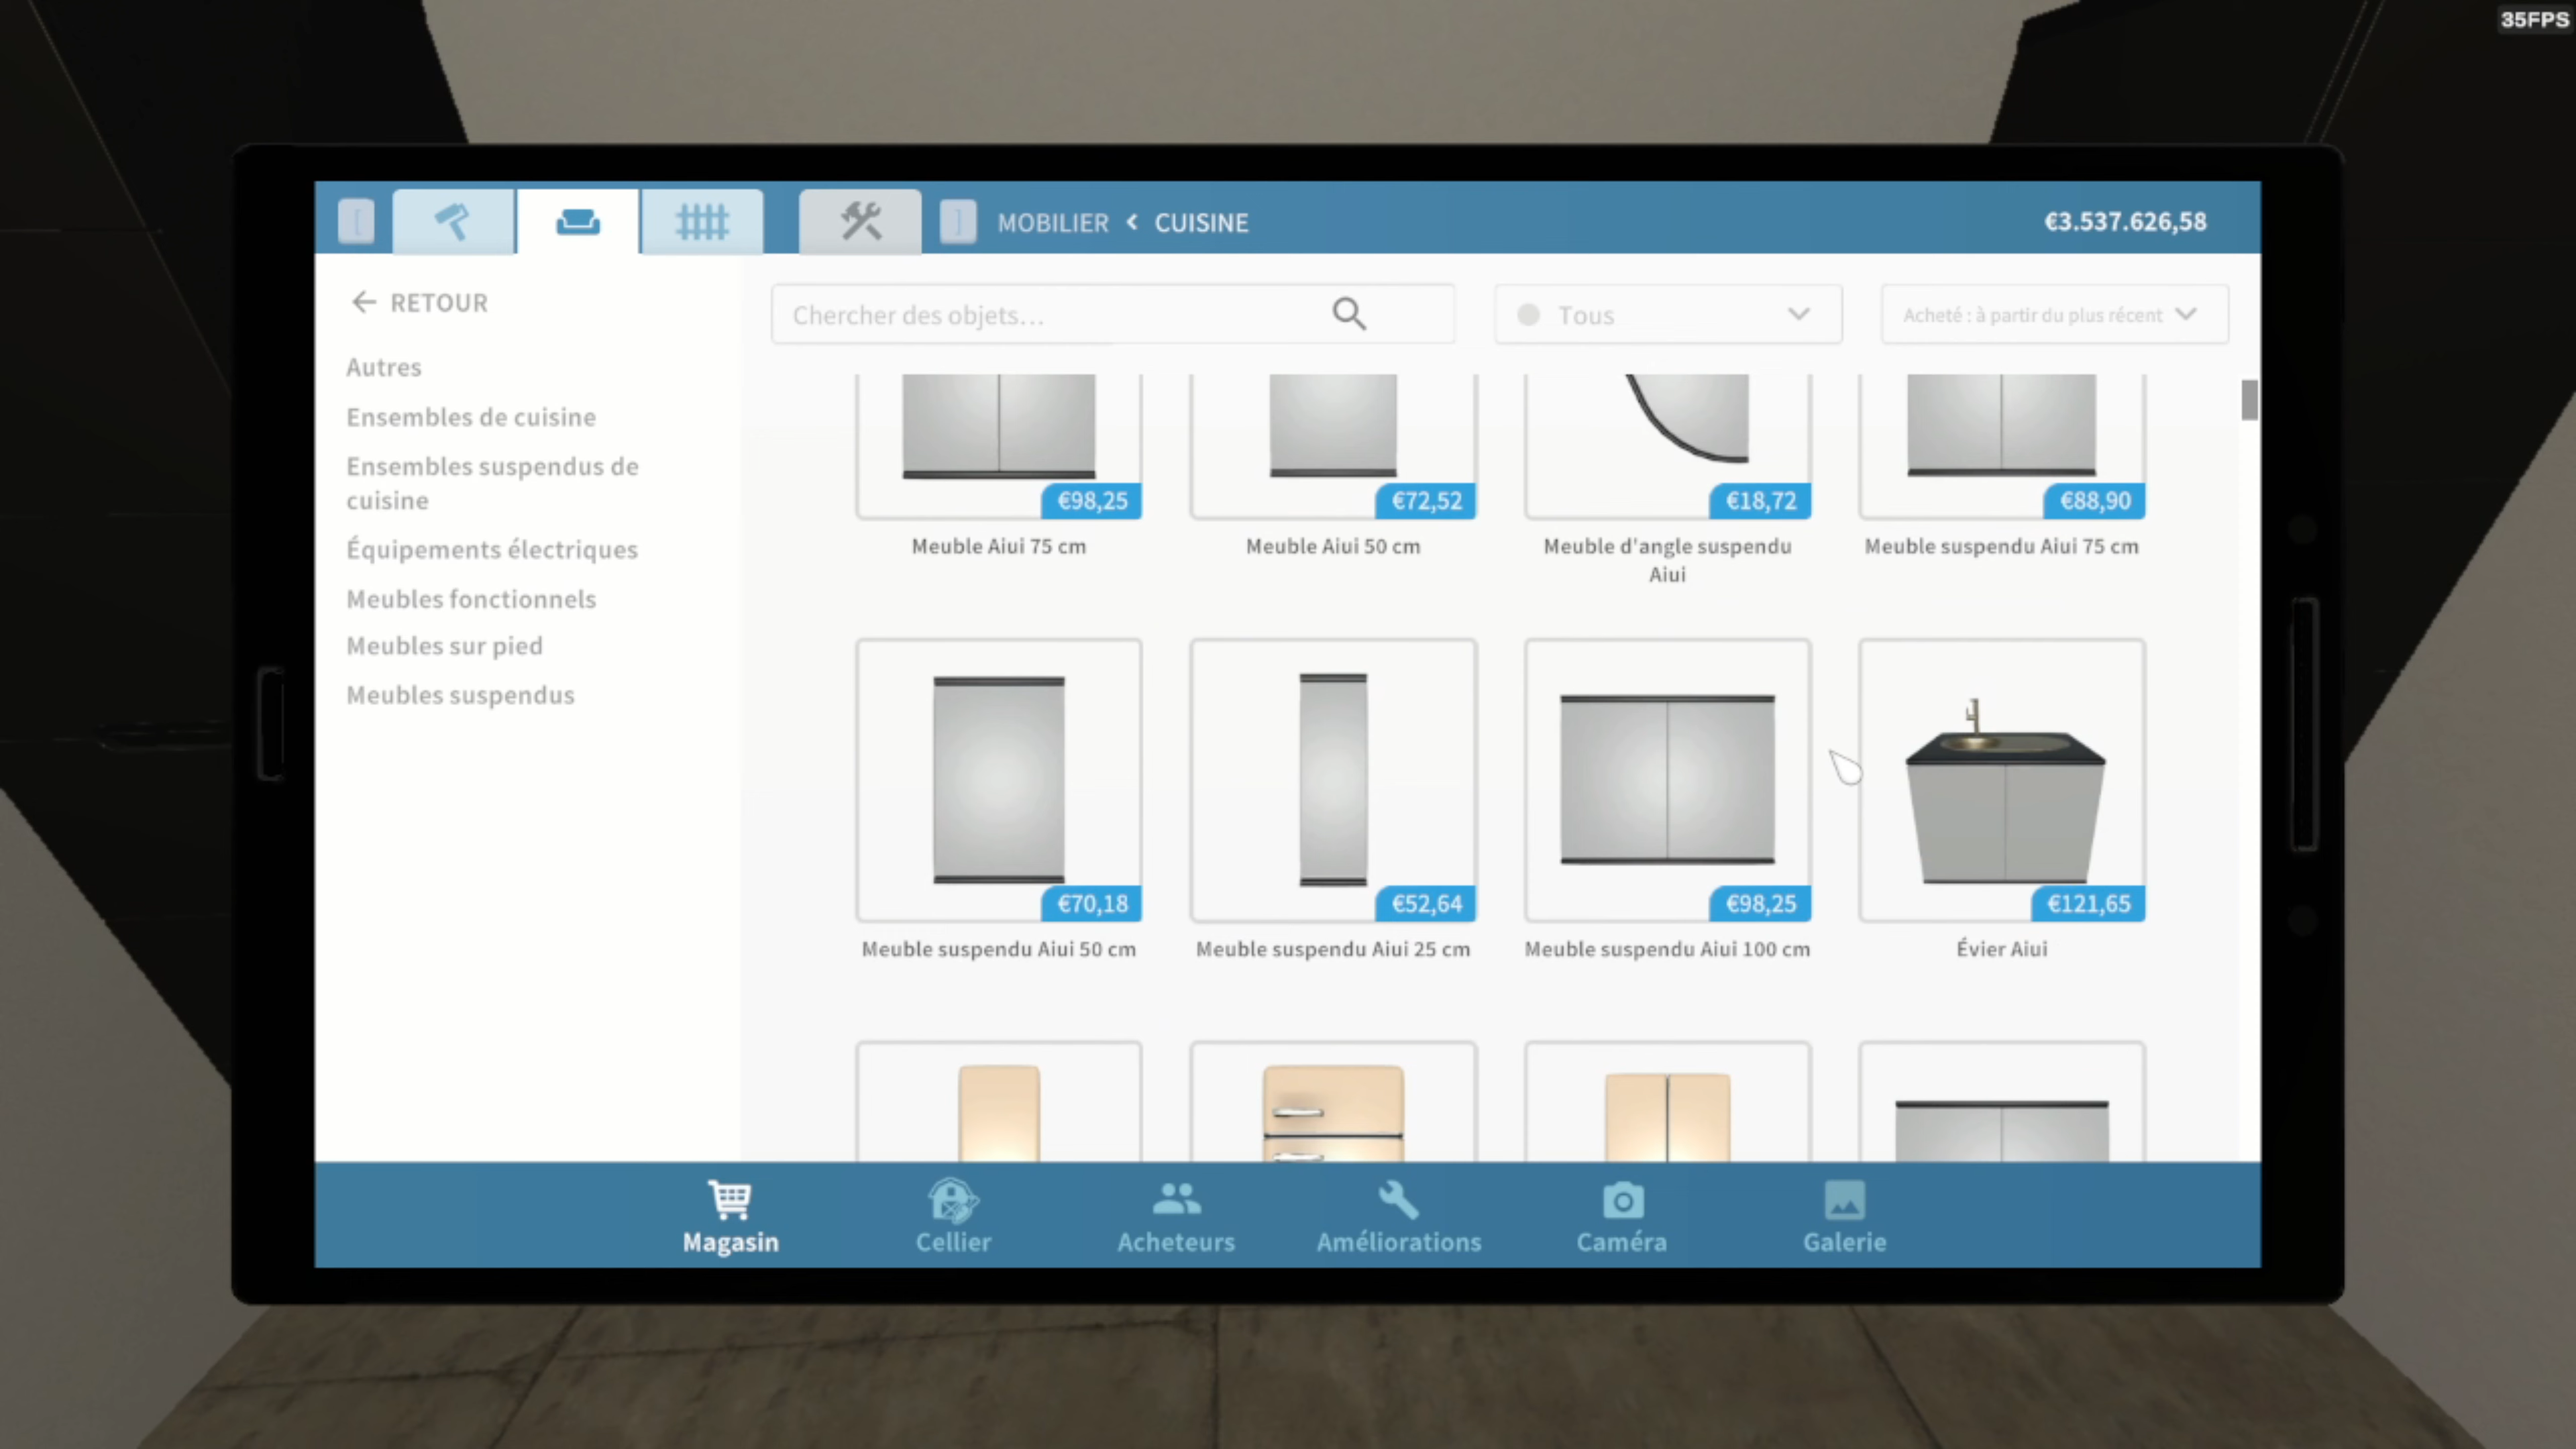 35FPS
[
]
MOBILIER < CUISINE
€3.537.626,58
← RETOUR
Chercher des objets...
Tous
Acheté : à partir du plus récent
Autres
Ensembles de cuisine
Ensembles suspendus de
cuisine
Équipements électriques
Meubles fonctionnels
Meubles sur pied
Meubles suspendus
€98,25
€72,52
€18,72
€88,90
Meuble Aiui 75 cm
Meuble Aiui 50 cm
Meuble d'angle suspendu
Aiui
Meuble suspendu Aiui 75 cm
€70,18
€52,64
€98,25
€121,65
Meuble suspendu Aiui 50 cm
Meuble suspendu Aiui 25 cm
Meuble suspendu Aiui 100 cm
Évier Aiui
Magasin
Cellier
Acheteurs
Améliorations
Caméra
Galerie